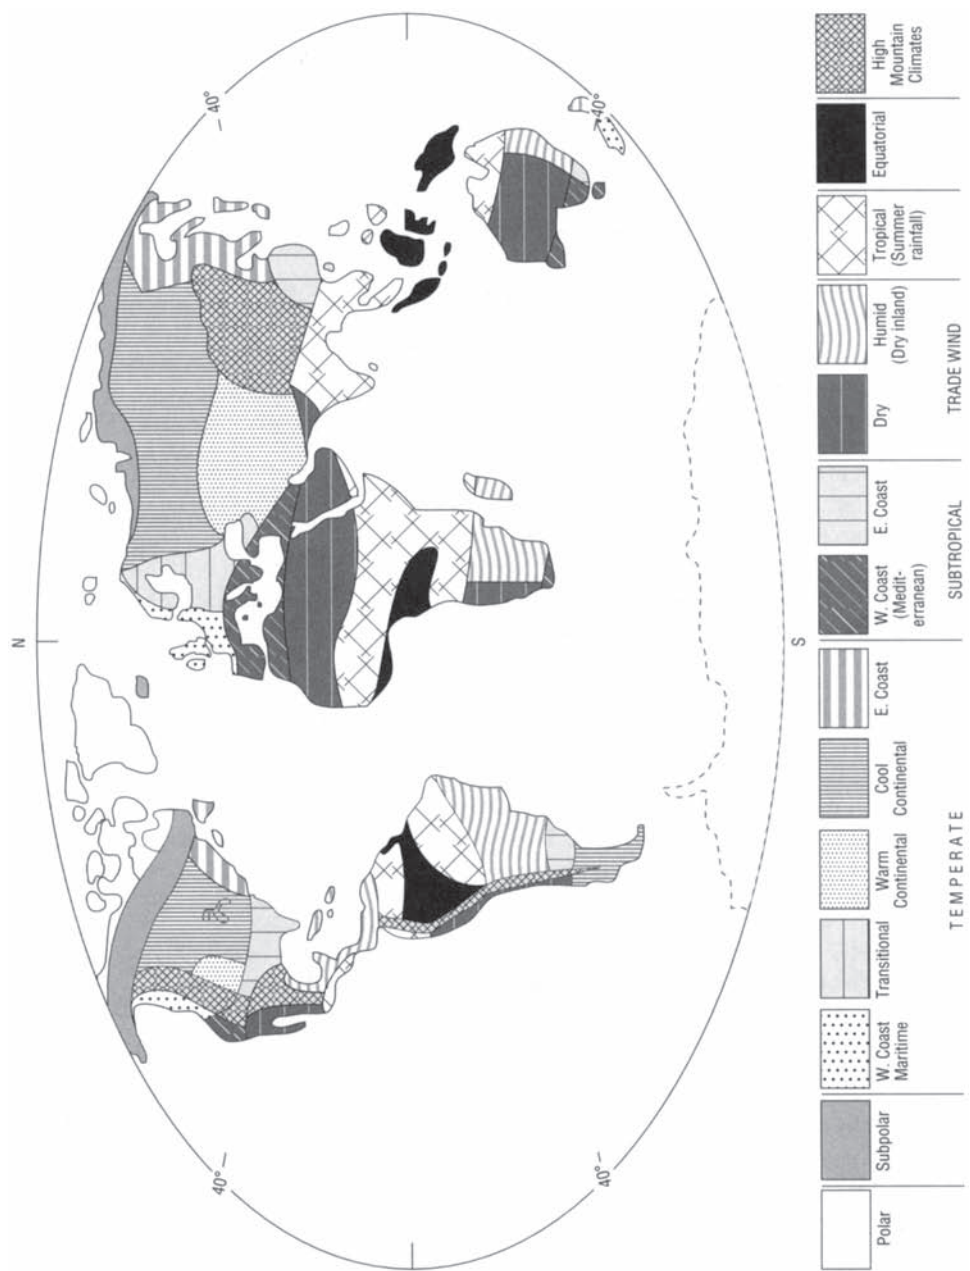 N
40°
40°
40°
40°
S
Polar
Subpolar
W. Coast
Maritime
Transitional
Warm
Continental
Cool
Continental
E. Coast
TEMPERATE
W. Coast
(Medit-
erranean)
E. Coast
SUBTROPICAL
Dry
Humid
(Dry inland)
TRADE WIND
Tropical
(Summer
rainfall)
Equatorial
High
Mountain
Climates